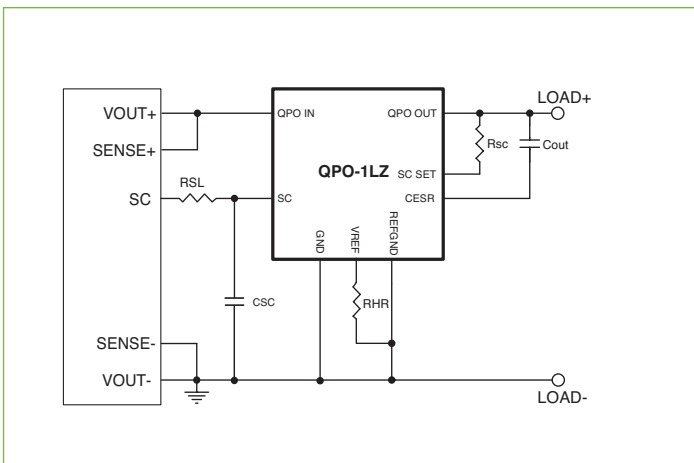 LOAD+
VOUT+
QPO IN
QPO OUT
SENSE+
Rsc
Cout
QPO-1LZ
SC SET
RSL
SC
SC
CESR
GND
VREF
REFGND
CSC
RHR
SENSE-
VOUT-
LOAD-